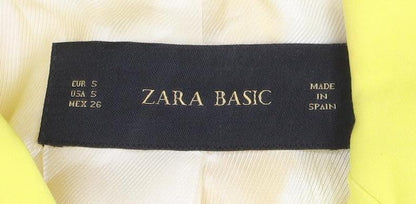 EUR S
USA S
MEX 26
ZARA BASIC
MADE
IN
SPAIN